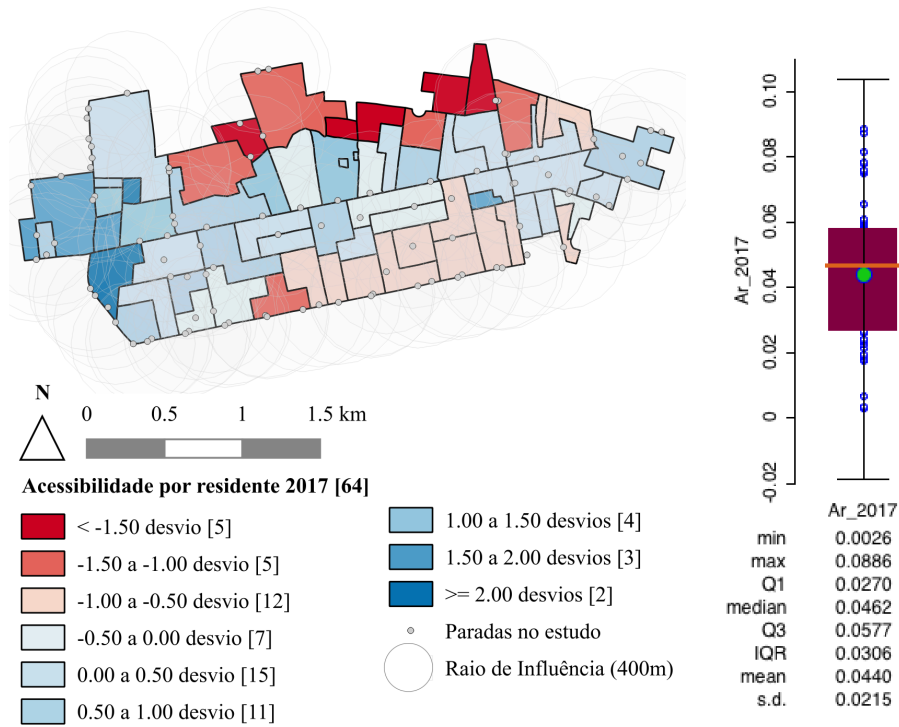 N
0 0.5 1 1.5 km
Acessibilidade por residente 2017 [64]
< -1.50 desvio [5]
-1.50 a -1.00 desvio [5]
-1.00 a -0.50 desvio [12]
-0.50 a 0.00 desvio [7]
0.00 a 0.50 desvio [15]
0.50 a 1.00 desvio [11]
1.00 a 1.50 desvios [4]
1.50 a 2.00 desvios [3]
>= 2.00 desvios [2]
Paradas no estudo
Raio de Influência (400m)
Ar_2017
0.10
0.08
0.06
0.04
0.02
0
-0.02
Ar_2017
min 0.0026
max 0.0886
Q1 0.0270
median 0.0462
Q3 0.0577
IQR 0.0306
mean 0.0440
s.d. 0.0215